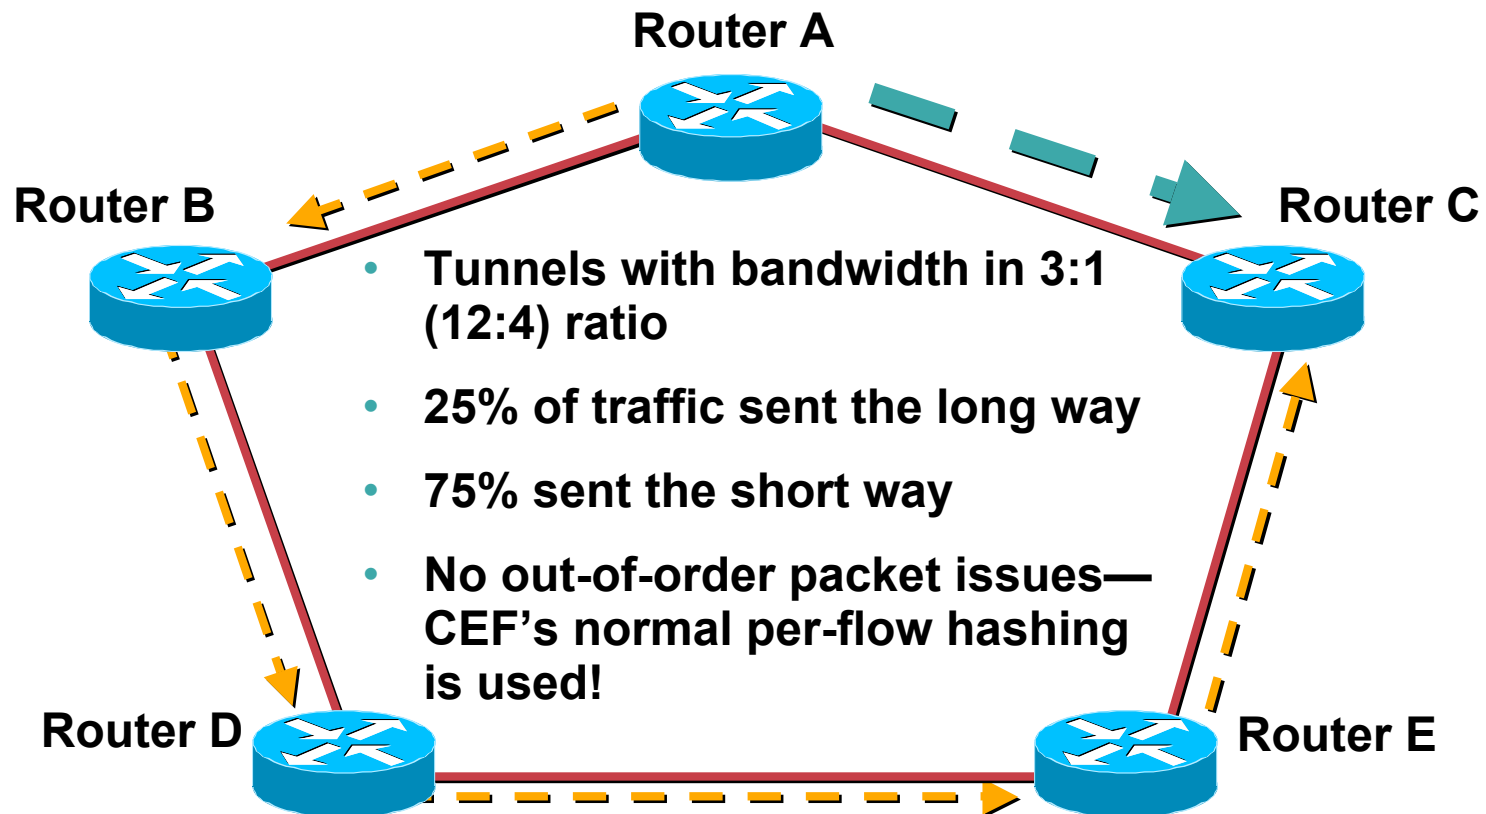 Router A
Router B
Router C
• Tunnels with bandwidth in 3:1
(12:4) ratio
• 25% of traffic sent the long way
• 75% sent the short way
• No out-of-order packet issues—
CEF’s normal per-flow hashing
is used!
Router D
Router E